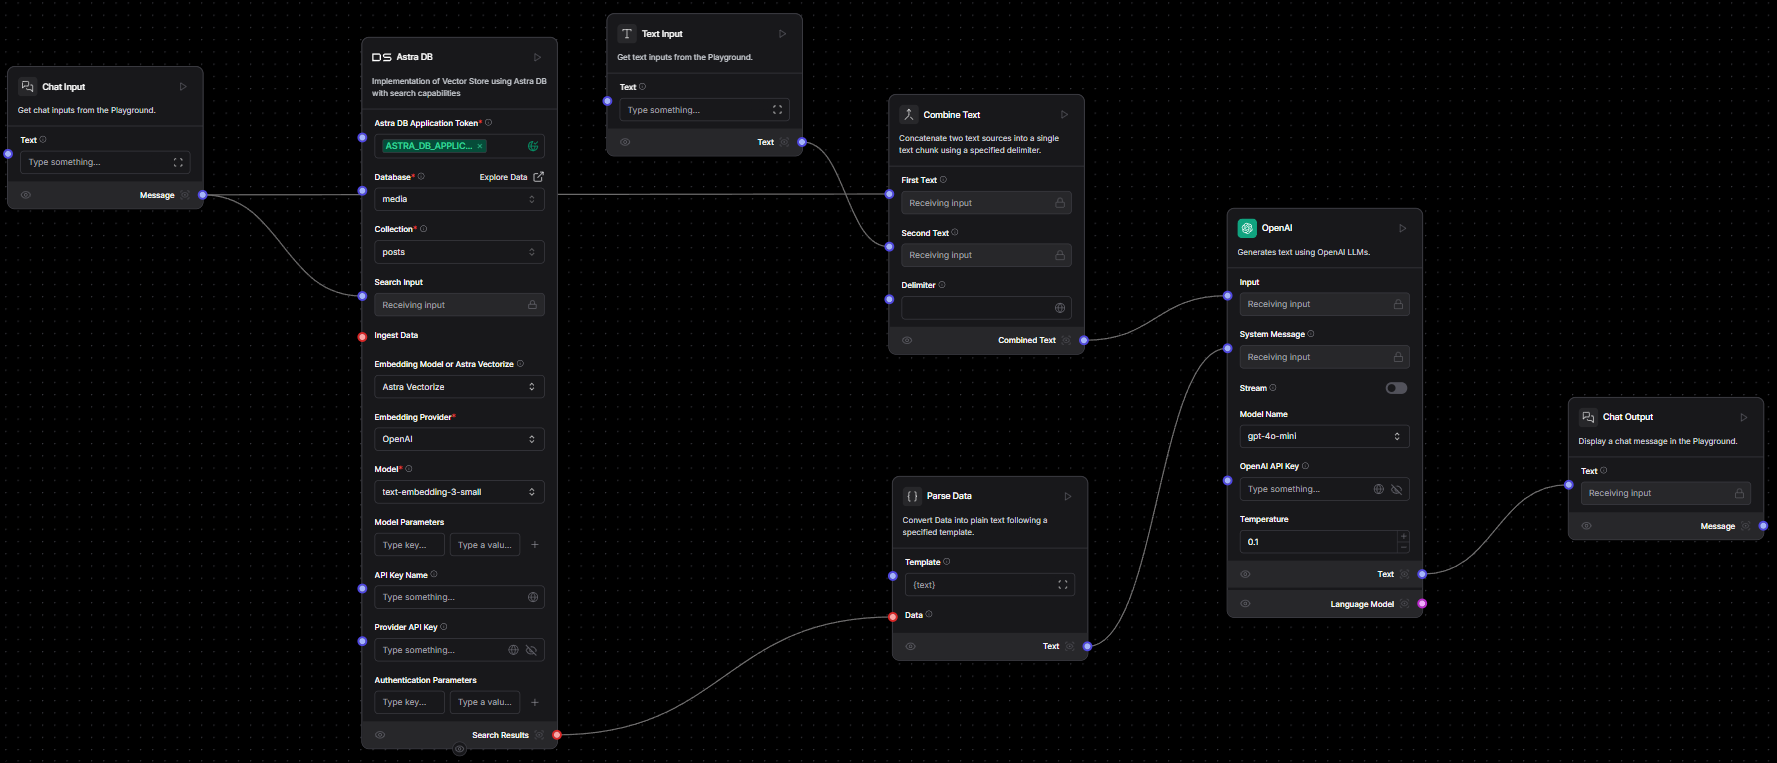 Chat Input
Get chat inputs from the Playground.
Text
Type something...
Message
DS Astra DB
Implementation of Vector Store using Astra DB
with search capabilities
Astra DB Application Token*
ASTRA_DB_APPLIC... ×
Database*
Explore Data
media
Collection*
posts
Search Input
Receiving input
Ingest Data
Embedding Model or Astra Vectorize
Astra Vectorize
Embedding Provider*
OpenAI
Model*
text-embedding-3-small
Model Parameters
Type key...
Type a valu...
API Key Name
Type something...
Provider API Key
Type something...
Authentication Parameters
Type key...
Type a valu...
Search Results
Text Input
Get text inputs from the Playground.
Text
Type something...
Text
Combine Text
Concatenate two text sources into a single
text chunk using a specified delimiter.
First Text
Receiving input
Second Text
Receiving input
Delimiter
Combined Text
Parse Data
Convert Data into plain text following a
specified template.
Template
{text}
Data
Text
OpenAI
Generates text using OpenAI LLMs.
Input
Receiving input
System Message
Receiving input
Stream
Model Name
gpt-4o-mini
OpenAI API Key
Type something...
Temperature
0.1
Text
Language Model
Chat Output
Display a chat message in the Playground.
Text
Receiving input
Message